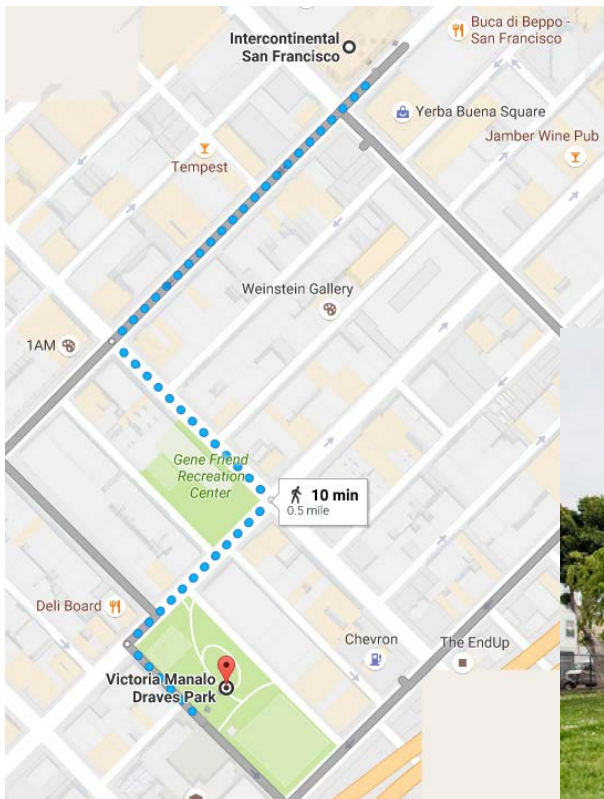 Intercontinental
San Francisco
Buca di Beppo -
San Francisco
Yerba Buena Square
Jamber Wine Pub
Tempest
Weinstein Gallery
1AM
Gene Friend
Recreation
Center
10 min
0.5 mile
Deli Board
Chevron
The EndUp
Victoria Manalo
Draves Park